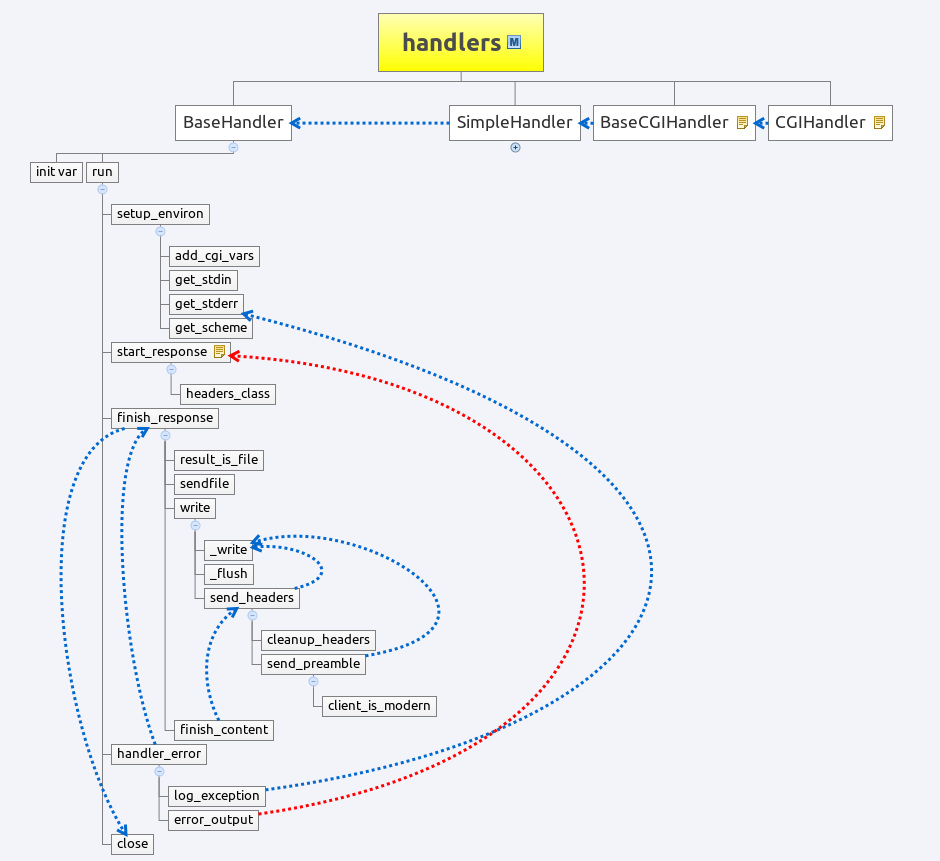 handlers M
BaseHandler
SimpleHandler
BaseCGIHandler
CGIHandler
init var
run
setup_environ
add_cgi_vars
get_stdin
get_stderr
get_scheme
start_response
headers_class
finish_response
result_is_file
sendfile
write
_write
_flush
send_headers
cleanup_headers
send_preamble
client_is_modern
finish_content
handler_error
log_exception
error_output
close